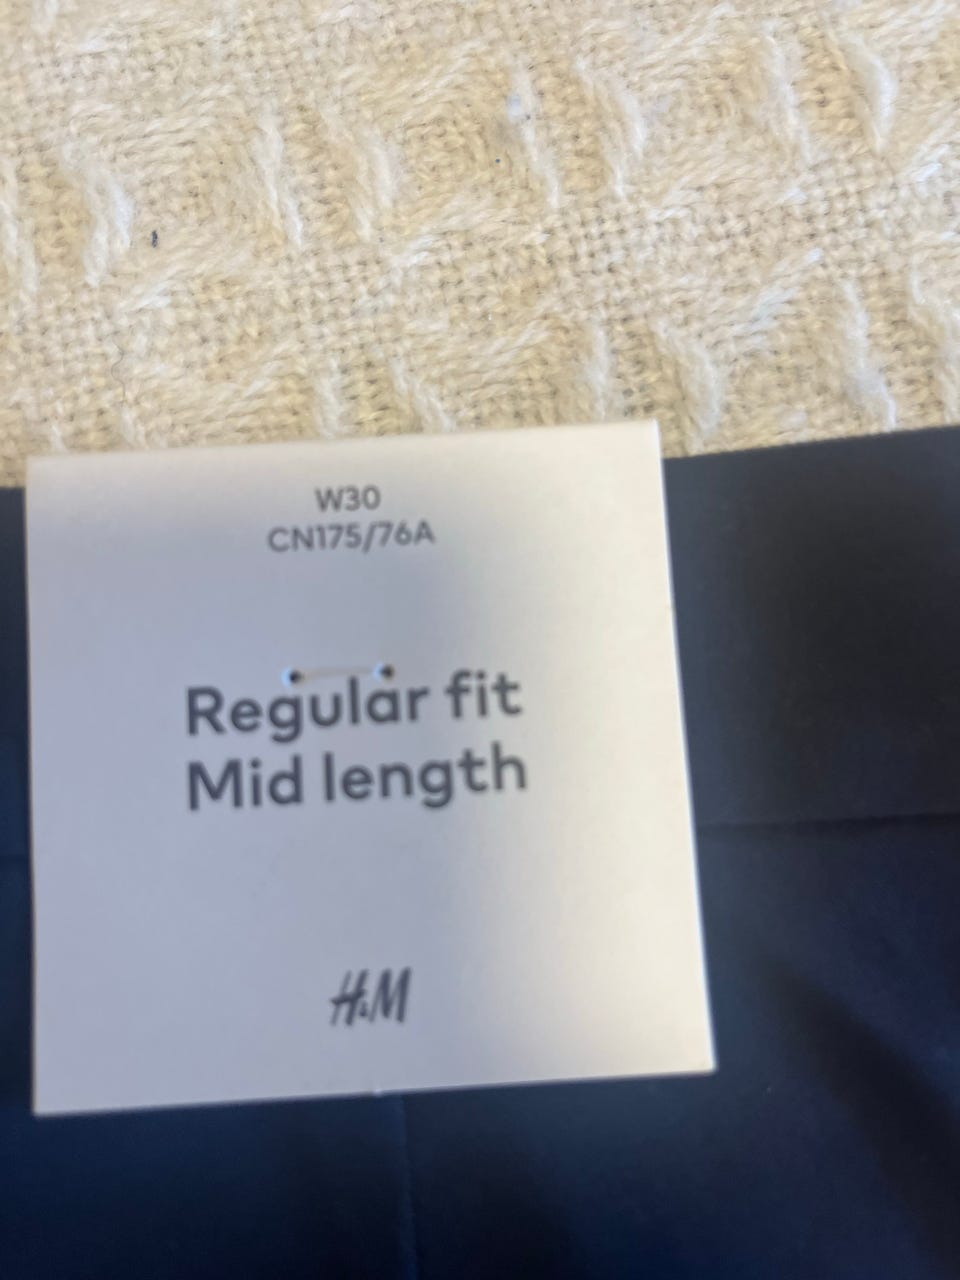 W30
CN175/76A
Regular fit
Mid length
H&M